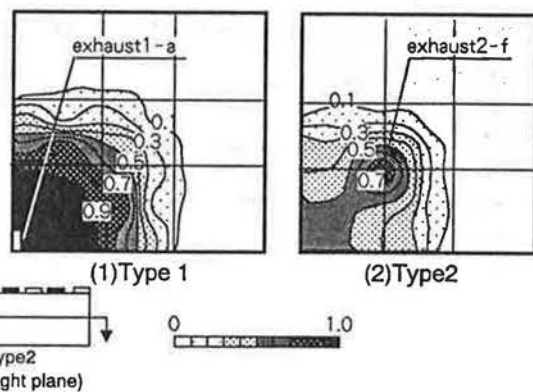 exhaust1-a
0.
0.3
0.5
0.7
0.9
(1)Type 1
exhaust2-f
0.1
0.3
0.5
0.7
(2)Type2
ype2
ght plane)
0
1.0